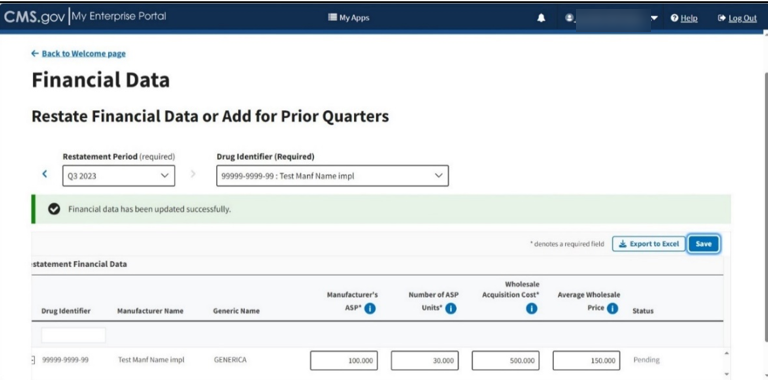 CMS.gov My Enterprise Portal My Apps Help Log Out
Back to Welcome page
Financial Data
Restate Financial Data or Add for Prior Quarters
Restatement Period (required) Drug Identifier (Required)
Q3 2023 99999-9999-99 : Test Manf Name impl
Financial data has been updated successfully.
* denotes a required field Export to Excel Save
statement Financial Data
Wholesale
Manufacturer's Number of ASP Acquisition Cost* Average Wholesale
Drug Identifier Manufacturer Name Generic Name ASP* Units* Price Status
99999-9999-99 Test Manf Name impl GENERICA 100.000 30.000 500.000 150.000 Pending